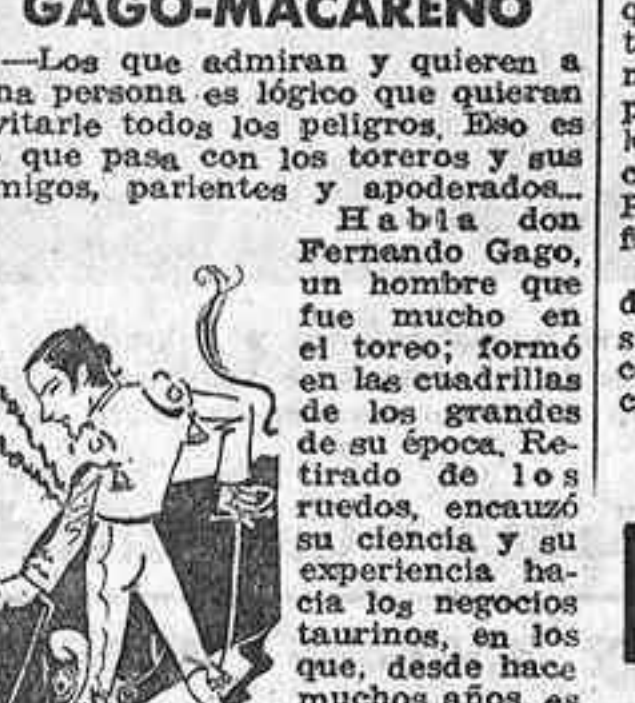 GAGO-MACARENO
—Los que admiran y quieren a
na persona es lógico que quieran
vitarle todos los peligros. Eso es
que pasa con los toreros y sus
migos, parientes y apoderados...
Habla don
Fernando Gago,
un hombre que
fue mucho en
el toreo; formó
en las cuadrillas
de los grandes
de su época. Re-
tirado de los
ruedos, encauzó
su ciencia y su
experiencia ha-
cia los negocios
taurinos, en los
que, desde hace
muchos años, es